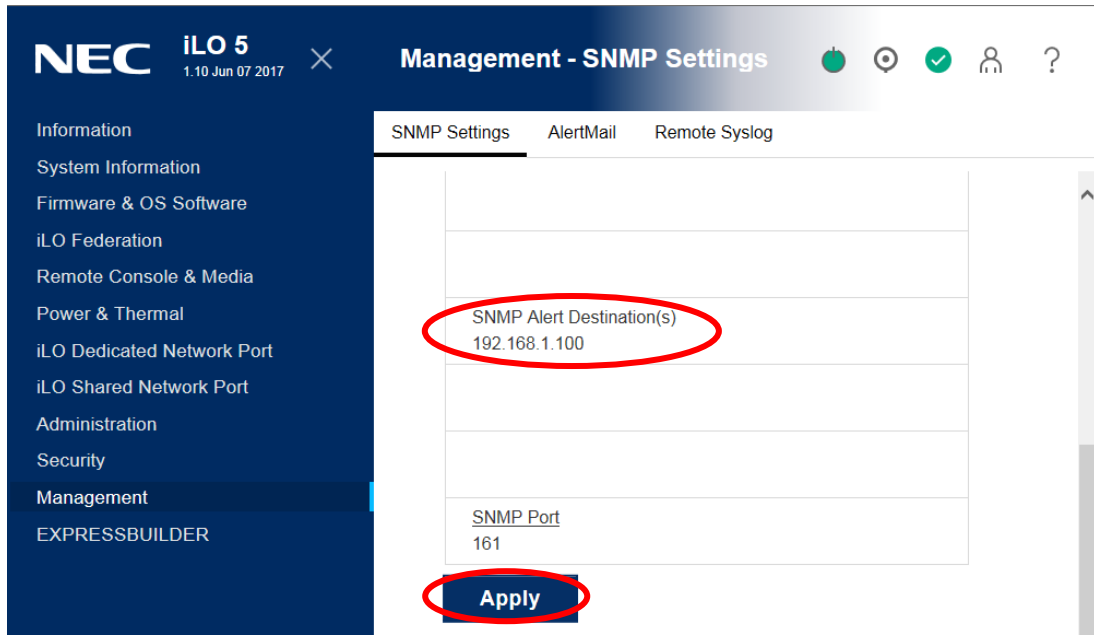 NEC
iLO 5
1.10 Jun 07 2017
Management - SNMP Settings
Information
System Information
Firmware & OS Software
iLO Federation
Remote Console & Media
Power & Thermal
iLO Dedicated Network Port
iLO Shared Network Port
Administration
Security
Management
EXPRESSBUILDER
SNMP Settings AlertMail Remote Syslog
SNMP Alert Destination(s)
192.168.1.100
SNMP Port
161
Apply